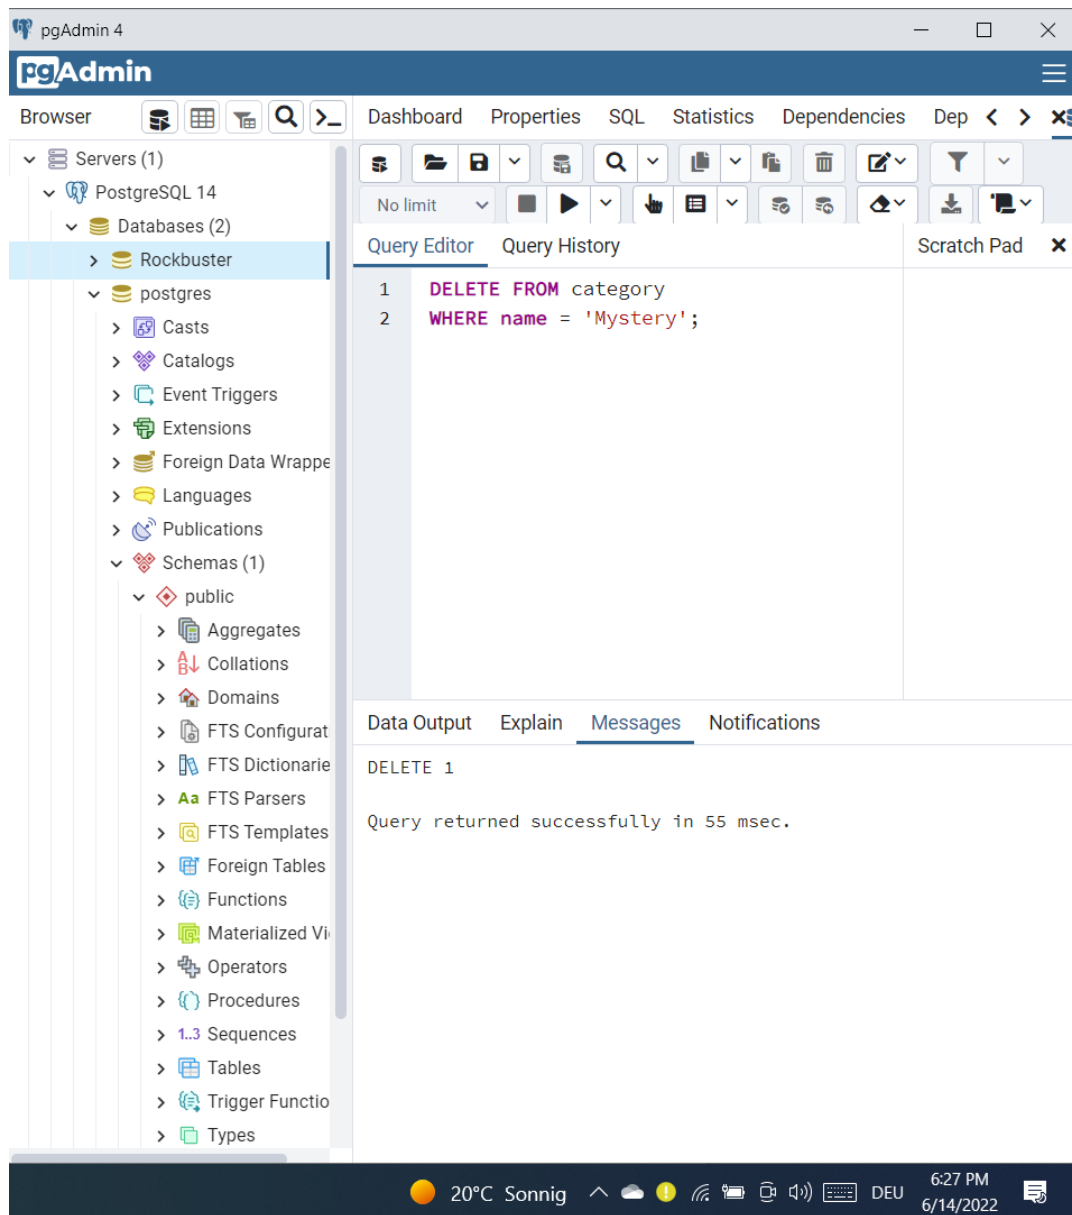 pgAdmin 4
pgAdmin
Browser
Dashboard Properties SQL Statistics Dependencies Dep
Servers (1)
PostgreSQL 14
Databases (2)
Rockbuster
postgres
Casts
Catalogs
Event Triggers
Extensions
Foreign Data Wrappe
Languages
Publications
Schemas (1)
public
Aggregates
Collations
Domains
FTS Configurat
FTS Dictionarie
Aa FTS Parsers
FTS Templates
Foreign Tables
Functions
Materialized Vi
Operators
Procedures
1..3 Sequences
Tables
Trigger Functio
Types
No limit
Query Editor Query History
Scratch Pad
1 DELETE FROM category
2 WHERE name = 'Mystery';
Data Output Explain Messages Notifications
DELETE 1
Query returned successfully in 55 msec.
20°C Sonnig
DEU
6:27 PM
6/14/2022